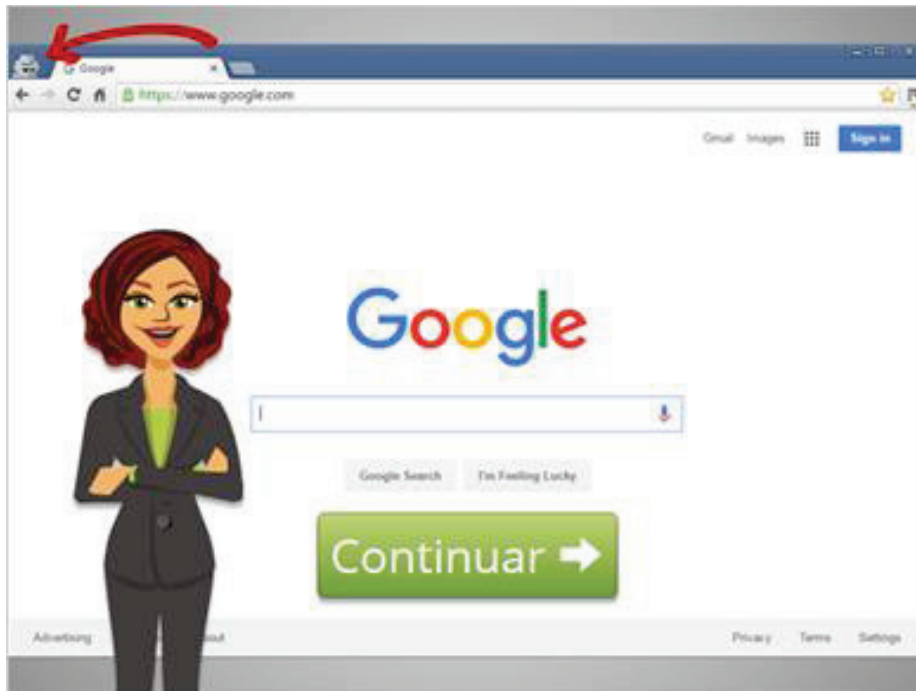 Google
https://www.google.com
Gmail Images Sign in
Google
Google Search I'm Feeling Lucky
Continuar
Advertising
Privacy Terms Settings